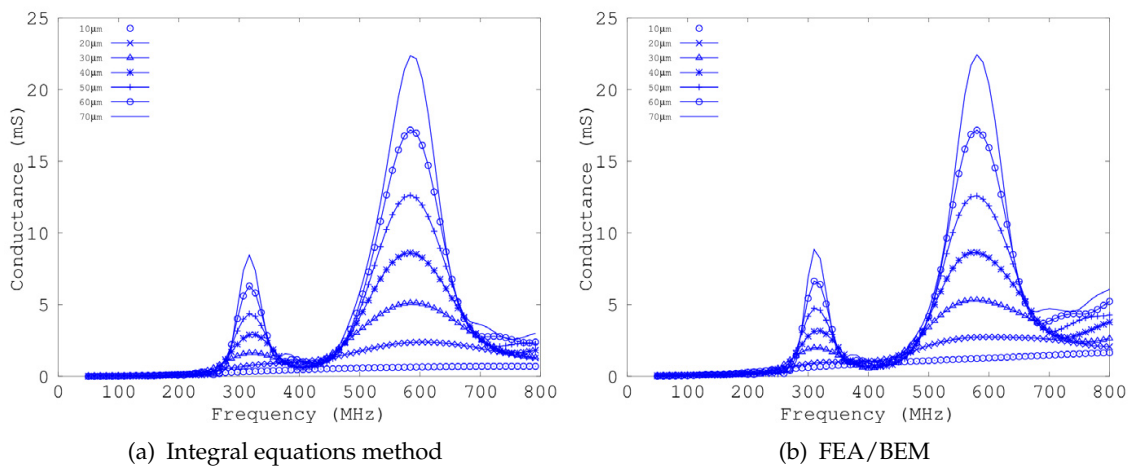 25
20
15
10
5
0
Conductance (mS)
10μm
20μm
30μm
40μm
50μm
60μm
70μm
0 100 200 300 400 500 600 700 800
Frequency (MHz)
(a) Integral equations method
25
20
15
10
5
0
Conductance (mS)
10μm
20μm
30μm
40μm
50μm
60μm
70μm
0 100 200 300 400 500 600 700 800
Frequency (MHz)
(b) FEA/BEM